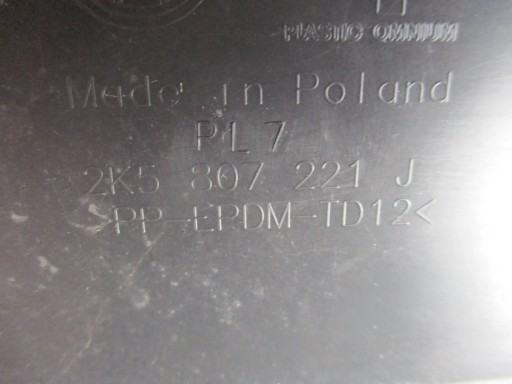 PLASTIC OMNIUM
Made in Poland
PL7
2K5 807 221 J
PP-EPDM-TD12<